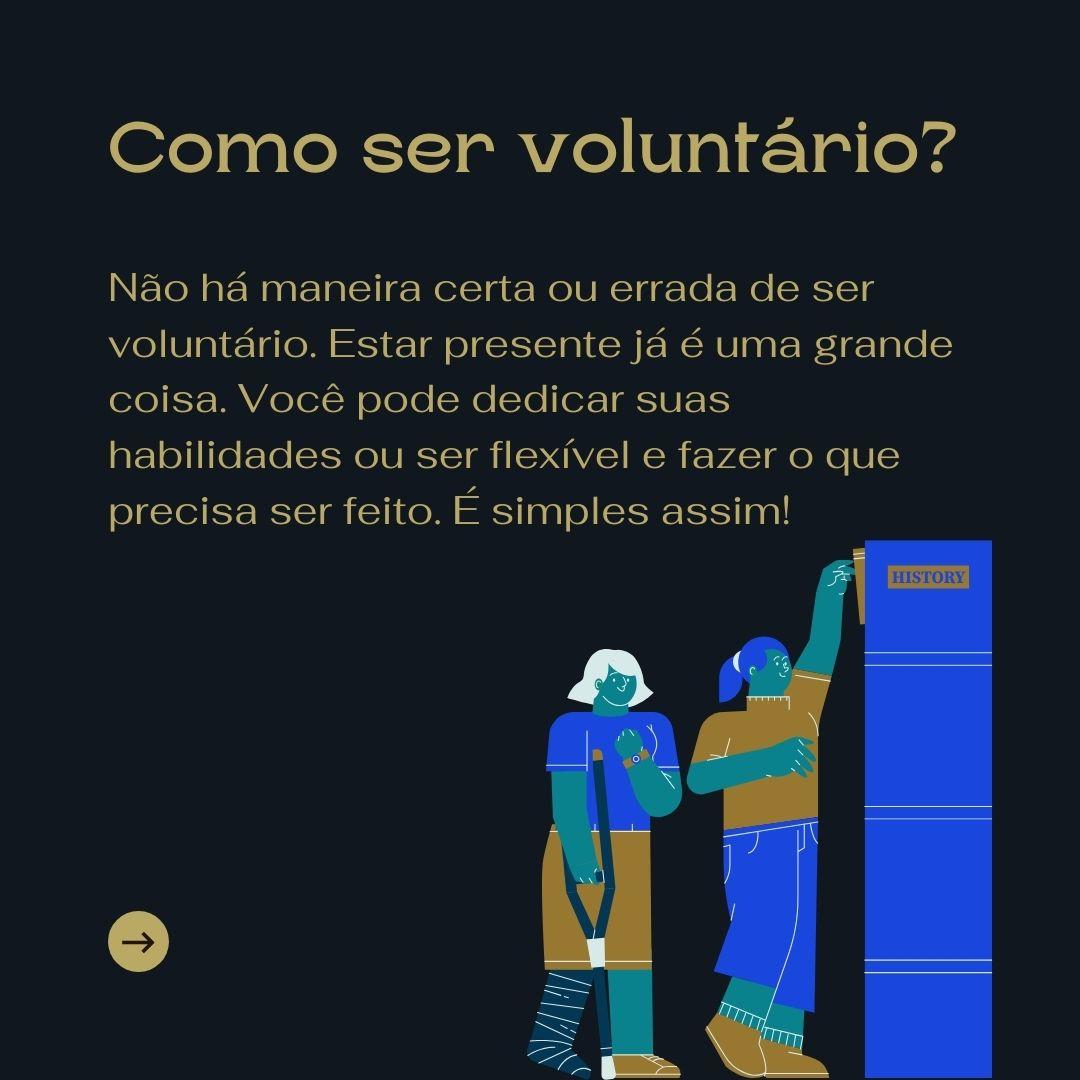 Como ser voluntário?
Não há maneira certa ou errada de ser
voluntário. Estar presente já é uma grande
coisa. Você pode dedicar suas
habilidades ou ser flexível e fazer o que
precisa ser feito. É simples assim!
HISTORY